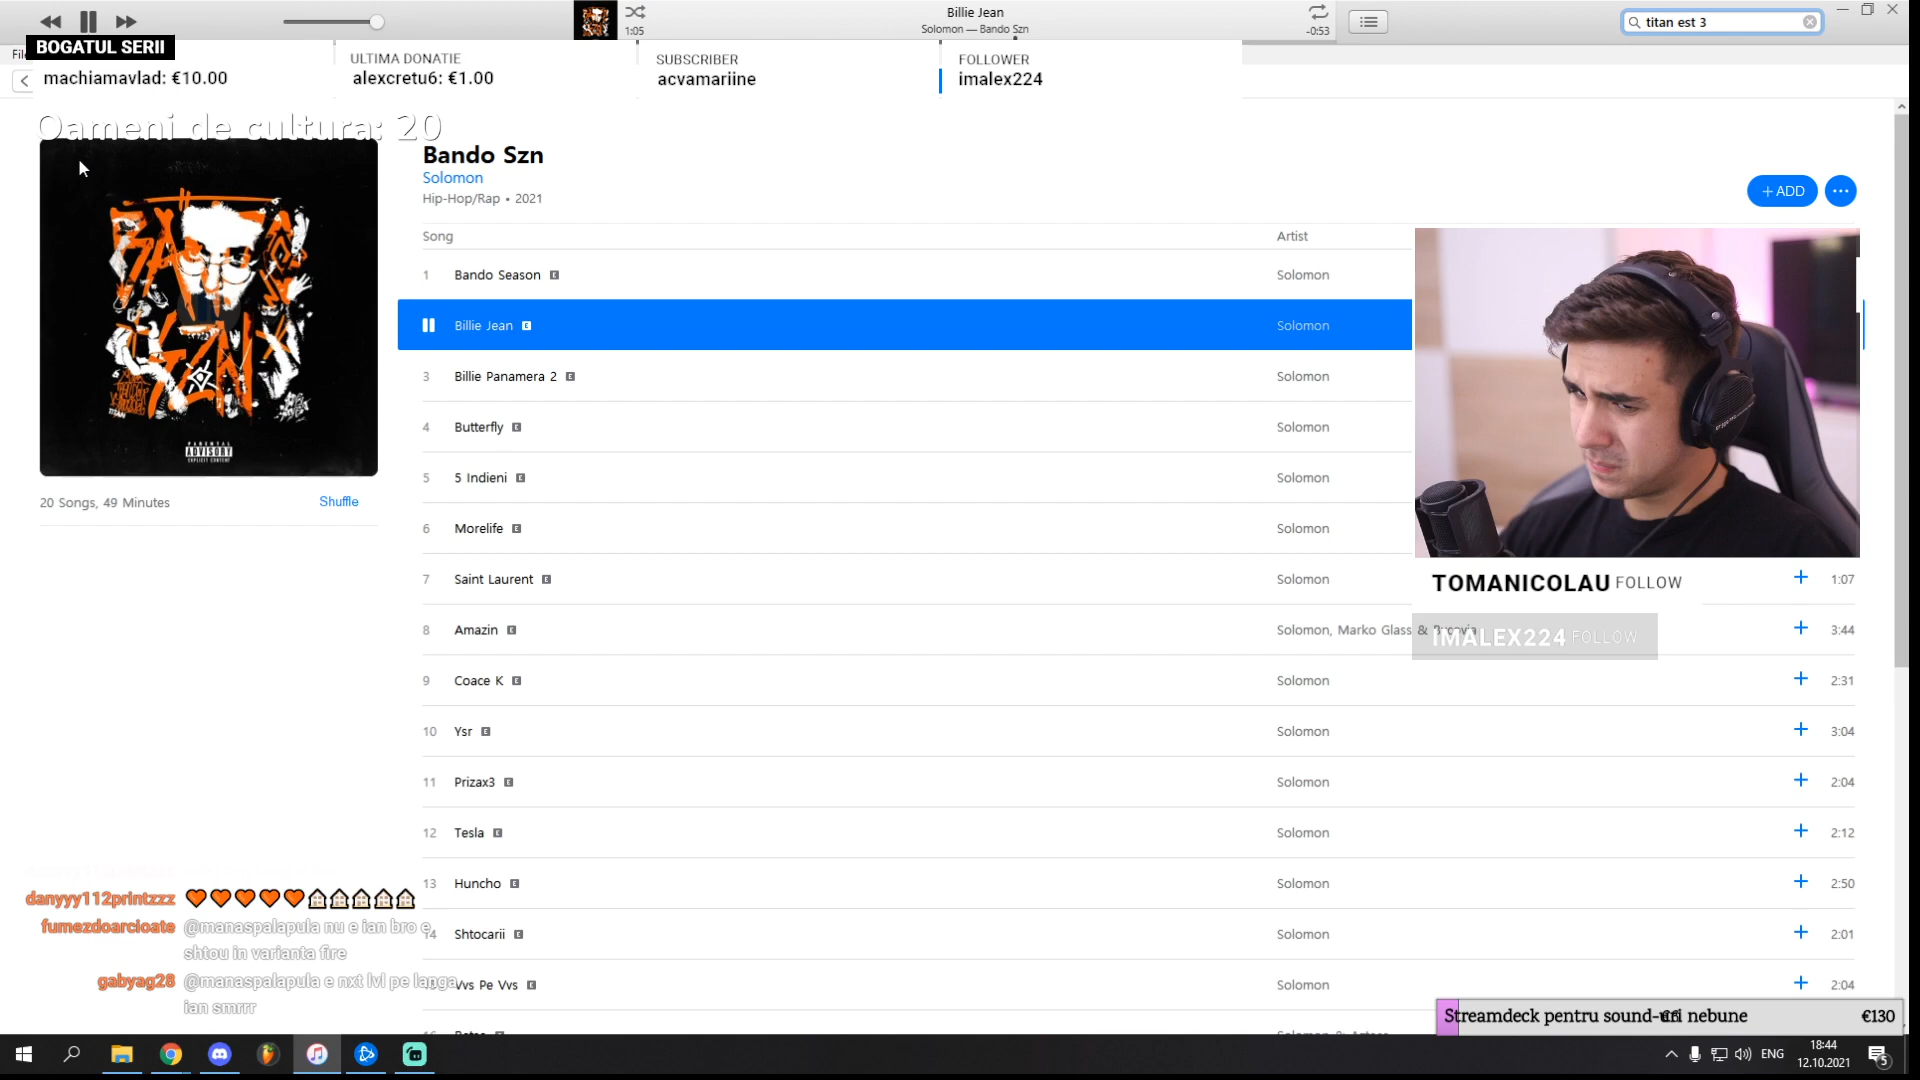 Billie Jean
Solomon — Bando Szn
1:05
-0:53
titan est 3
BOGATUL SERII
machiamavlad: €10.00
ULTIMA DONATIE
alexcretu6: €1.00
SUBSCRIBER
acvamariine
FOLLOWER
imalex224
Oameni de cultura: 20
Bando Szn
Solomon
Hip-Hop/Rap • 2021
+ ADD
Song Artist
1 Bando Season E Solomon
Billie Jean E Solomon
3 Billie Panamera 2 E Solomon
4 Butterfly E Solomon
5 5 Indieni E Solomon
6 Morelife E Solomon
7 Saint Laurent E Solomon + 1:07
8 Amazin E Solomon, Marko Glass & + 3:44
9 Coace K E Solomon + 2:31
10 Ysr E Solomon + 3:04
11 Prizax3 E Solomon + 2:04
12 Tesla E Solomon + 2:12
13 Huncho E Solomon + 2:50
14 Shtocarii E Solomon + 2:01
Vvs Pe Vvs E Solomon + 2:04
PARENTAL
ADVISORY
EXPLICIT CONTENT
20 Songs, 49 Minutes
Shuffle
TOMANICOLAU FOLLOW
IMALEX224 FOLLOW
danyyy112printzzz 🧡🧡🧡🧡🧡🏠🏠🏠🏠🏠
fumezdoarcioate @manaspalapula nu e ian bro e
shtou in varianta fire
gabyag28 @manaspalapula e nxt lvl pe langa
ian smrrr
Streamdeck pentru sound-uri nebune €130
ENG
18:44
12.10.2021
5